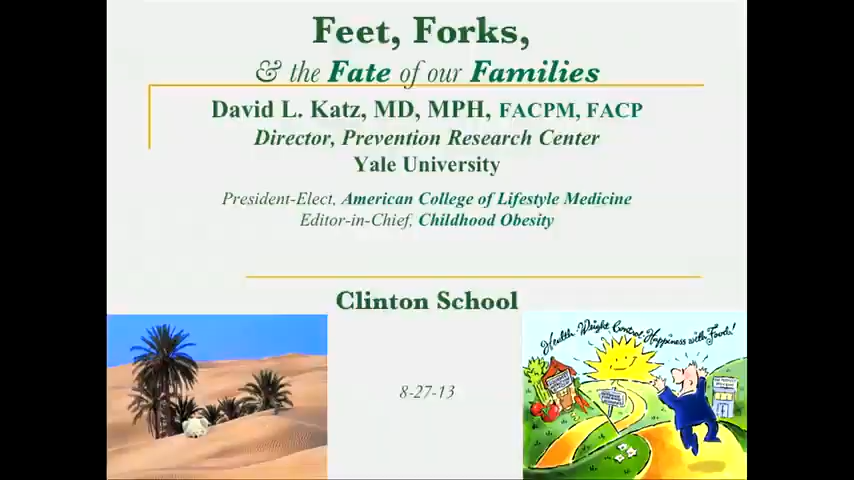 Feet, Forks,
& the Fate of our Families
David L. Katz, MD, MPH, FACPM, FACP
Director, Prevention Research Center
Yale University
President-Elect, American College of Lifestyle Medicine
Editor-in-Chief, Childhood Obesity
Clinton School
Health, Weight Control, Happiness with Food!
8-27-13